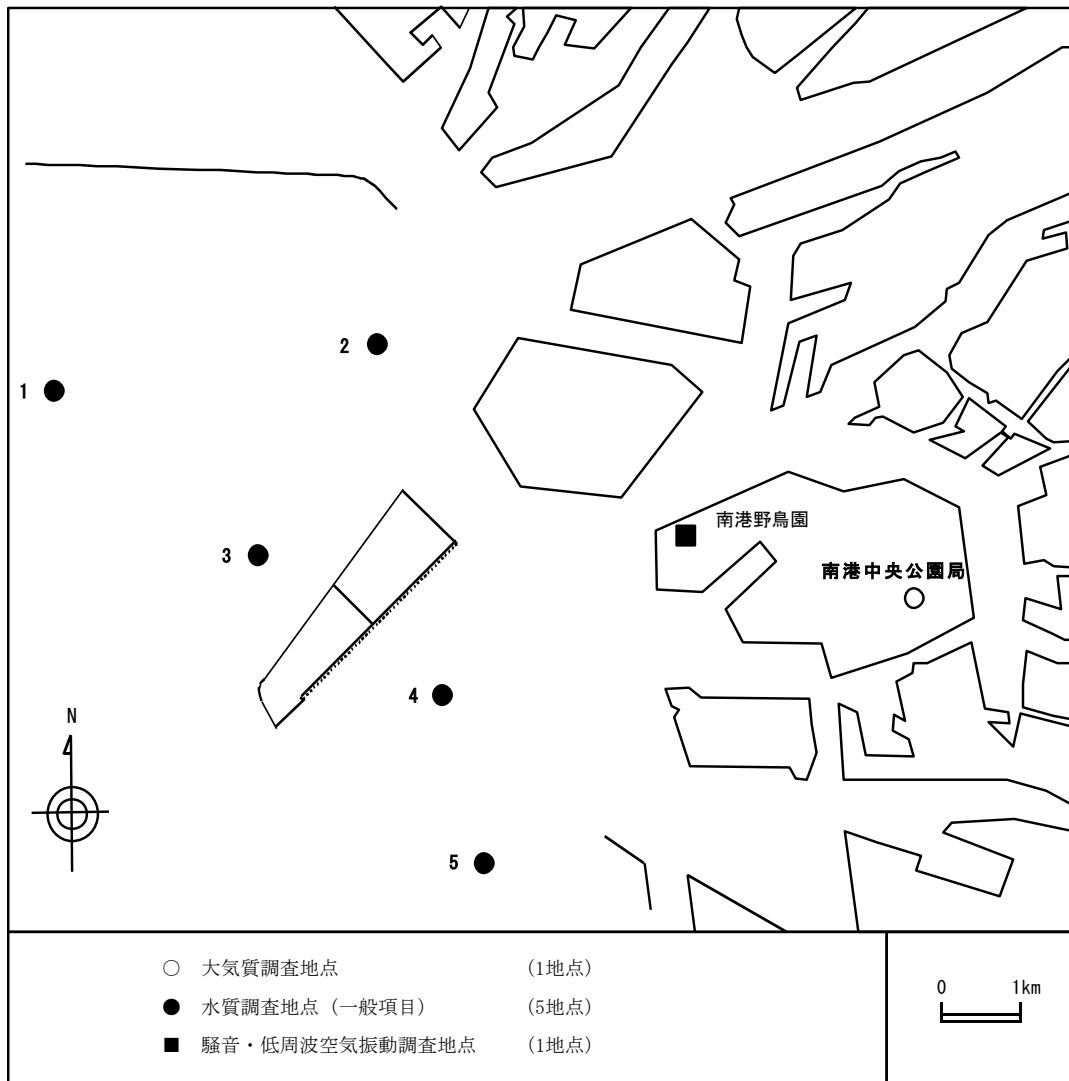 2
1
南港野鳥園
3
南港中央公園局
4
N
5
○ 大気質調査地点 (1地点)
● 水質調査地点（一般項目） (5地点)
■ 騒音・低周波空気振動調査地点 (1地点)
0 1km